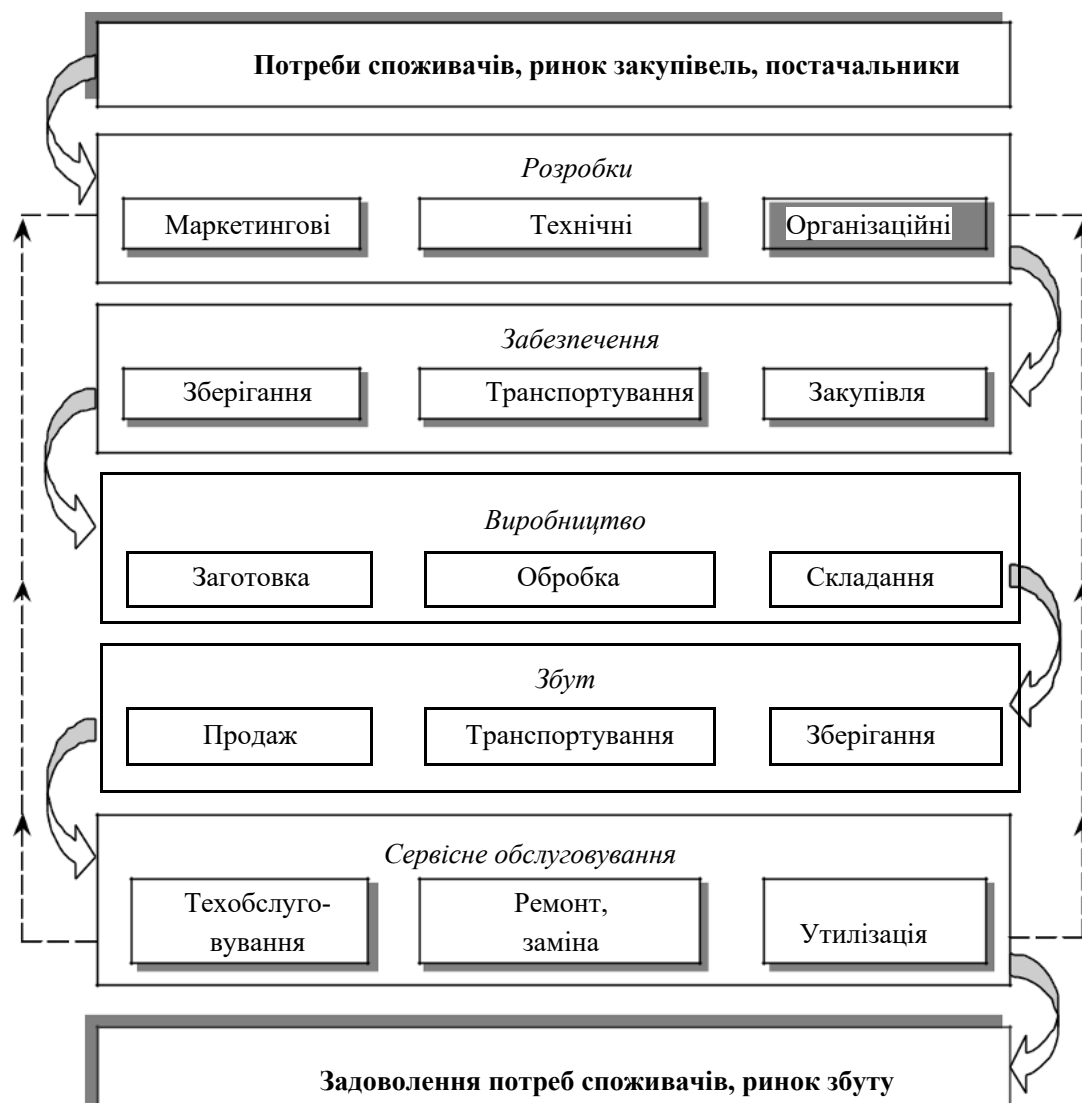 Потреби споживачів, ринок закупівель, постачальники
Розробки
Маркетингові
Технічні
Організаційні
Забезпечення
Зберігання
Транспортування
Закупівля
Виробництво
Заготовка
Обробка
Складання
Збут
Продаж
Транспортування
Зберігання
Сервісне обслуговування
Техобслуго-
вування
Ремонт,
заміна
Утилізація
Задоволення потреб споживачів, ринок збуту